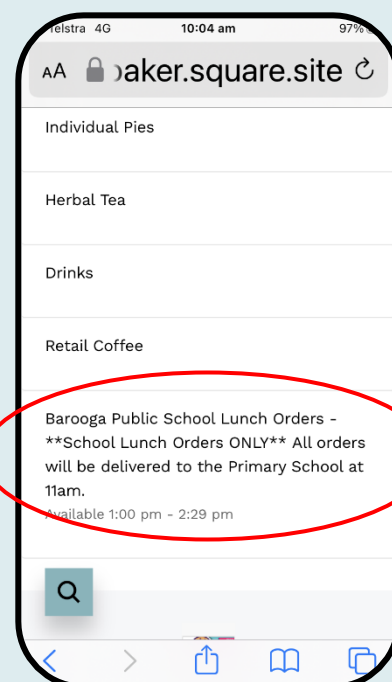 Telstra 4G 10:04 am 97%
AA baker.square.site
Individual Pies
Herbal Tea
Drinks
Retail Coffee
Barooga Public School Lunch Orders -
**School Lunch Orders ONLY** All orders
will be delivered to the Primary School at
11am.
Available 1:00 pm - 2:29 pm